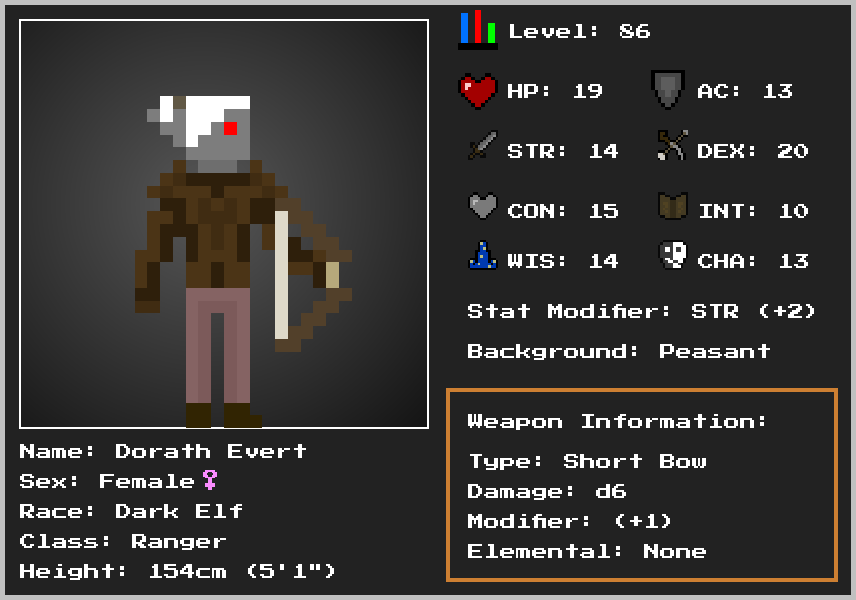 Level: 86
HP: 19 AC: 13
STR: 14 DEX: 20
CON: 15 INT: 10
WIS: 14 CHA: 13
Stat Modifier: STR (+2)
Background: Peasant
Weapon Information:
Type: Short Bow
Damage: d6
Modifier: (+1)
Elemental: None
Name: Dorath Evert
Sex: Female♀
Race: Dark Elf
Class: Ranger
Height: 154cm (5'1")